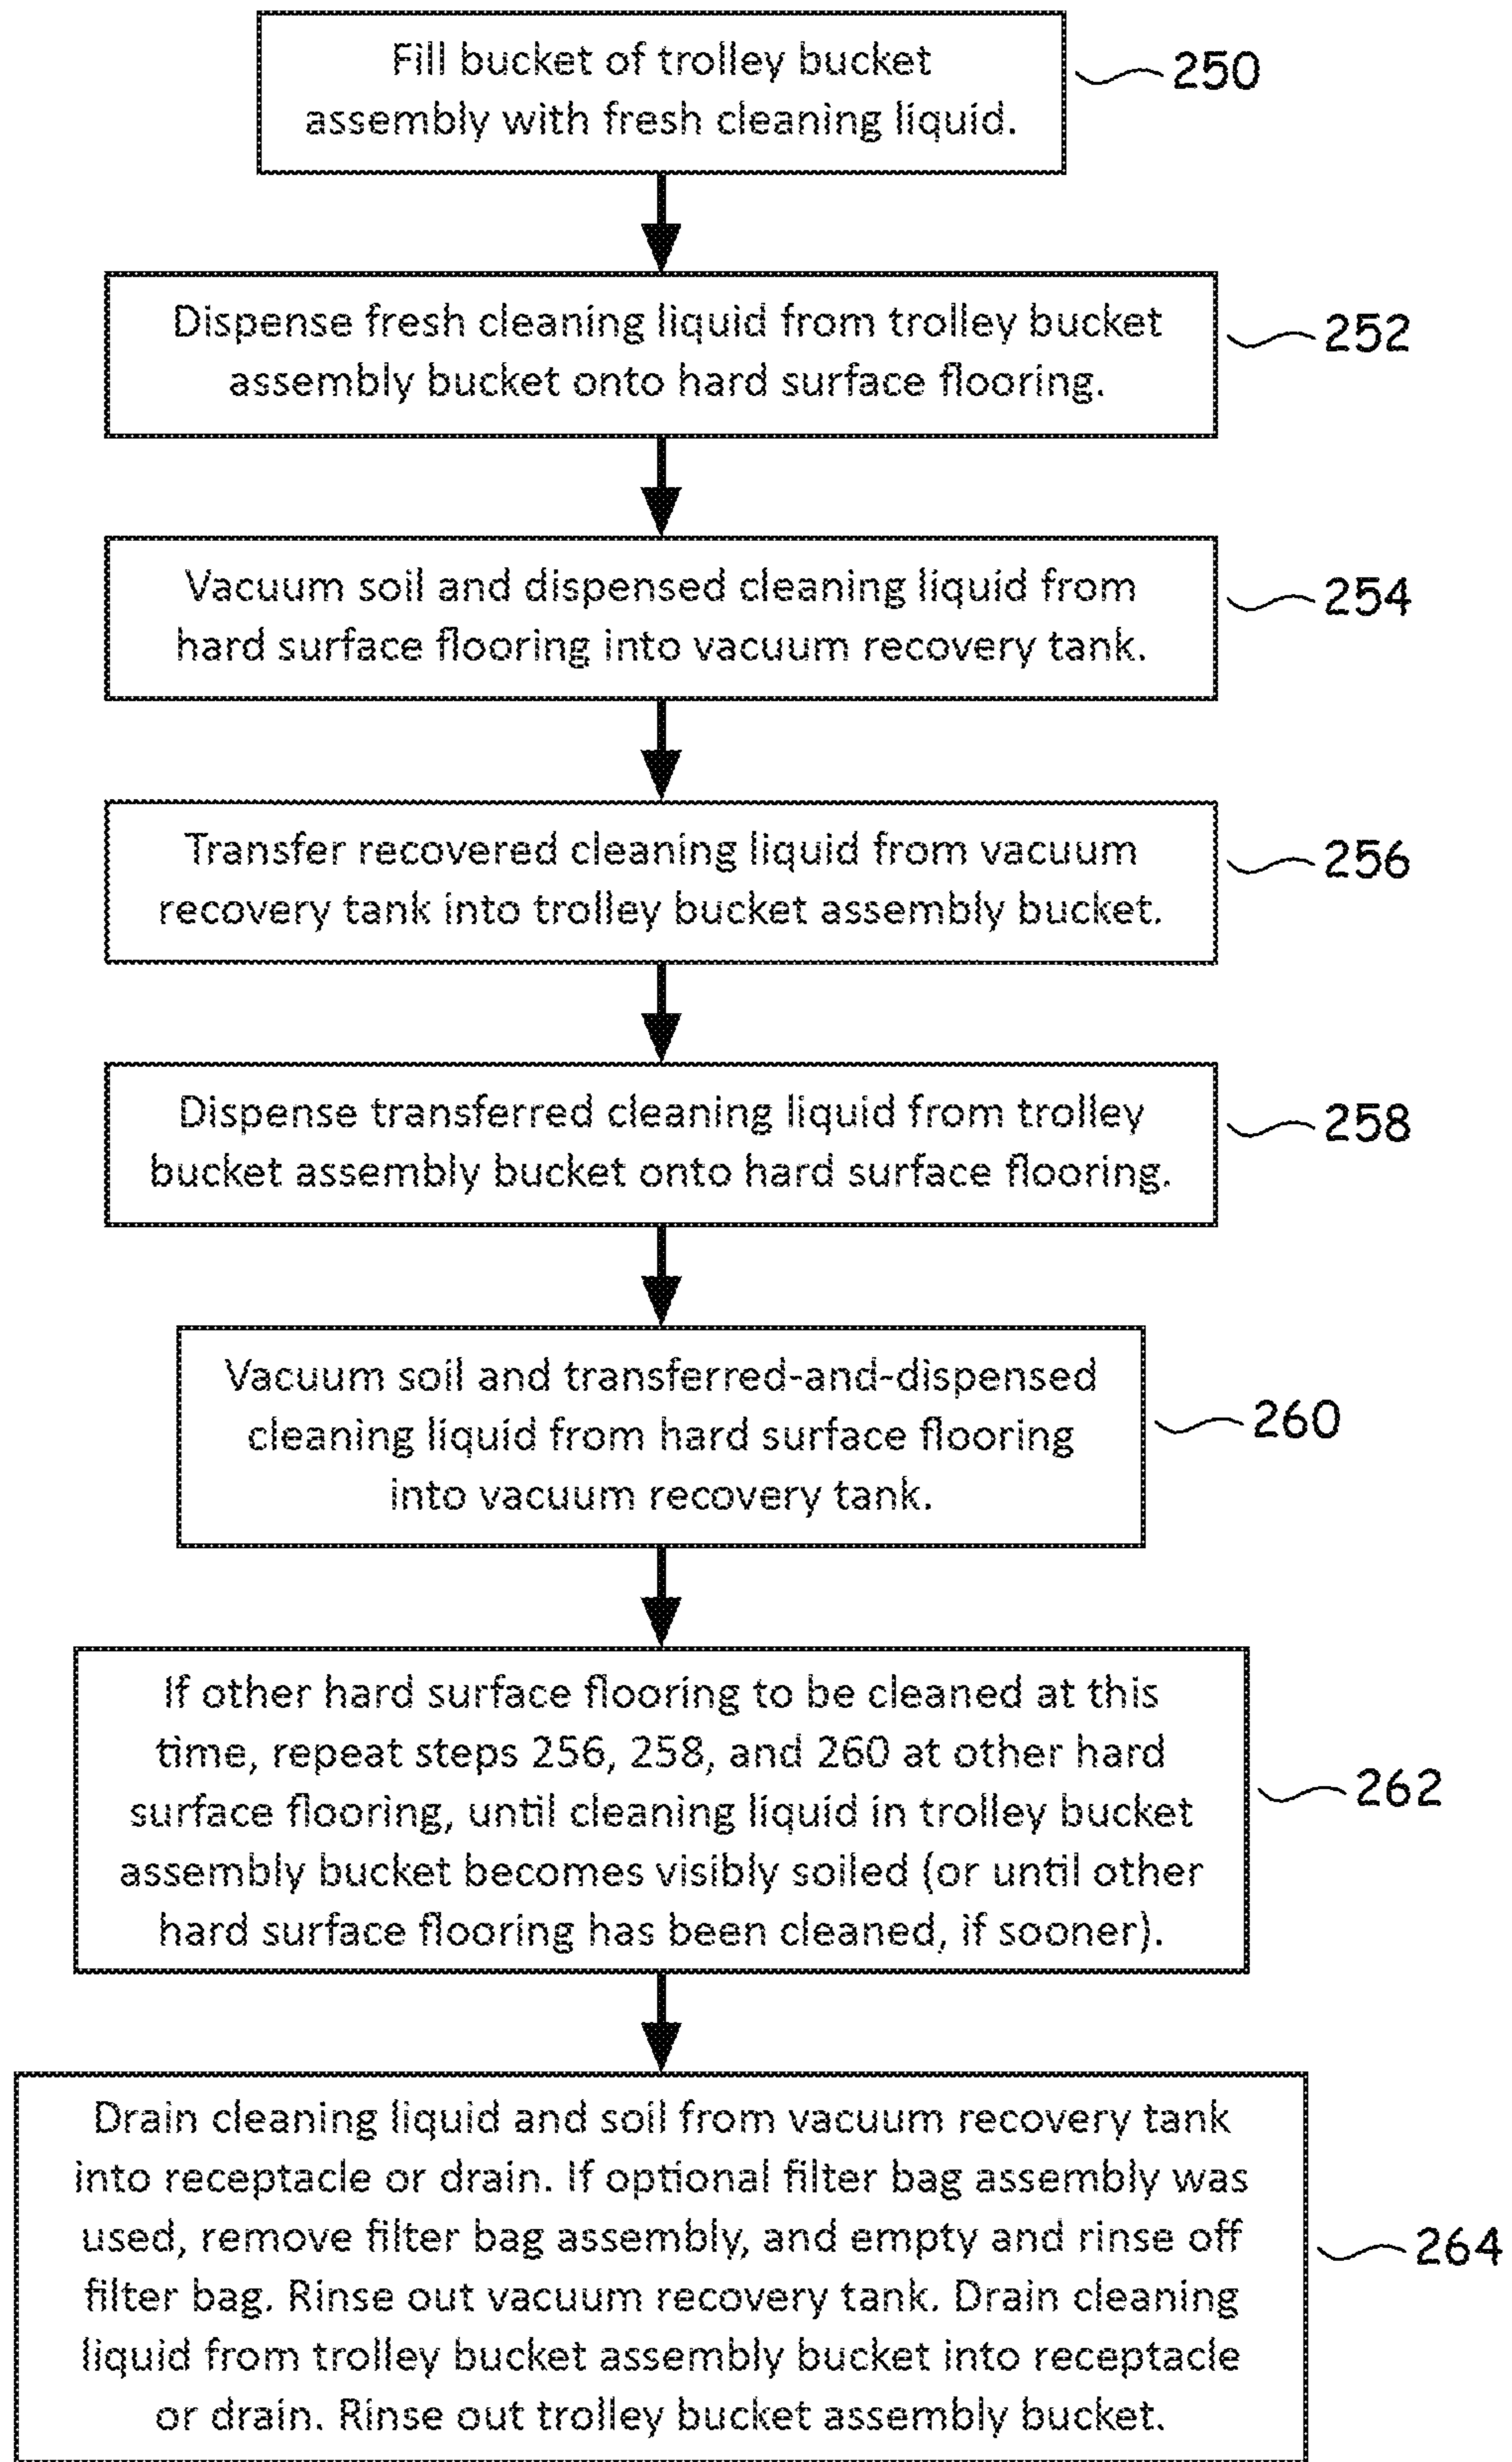 Fill bucket of trolley bucket
assembly with fresh cleaning liquid.
250
Dispense fresh cleaning liquid from trolley bucket
assembly bucket onto hard surface flooring.
252
Vacuum soil and dispensed cleaning liquid from
hard surface flooring into vacuum recovery tank.
254
Transfer recovered cleaning liquid from vacuum
recovery tank into trolley bucket assembly bucket.
256
Dispense transferred cleaning liquid from trolley
bucket assembly bucket onto hard surface flooring.
258
Vacuum soil and transferred-and-dispensed
cleaning liquid from hard surface flooring
into vacuum recovery tank.
260
If other hard surface flooring to be cleaned at this
time, repeat steps 256, 258, and 260 at other hard
surface flooring, until cleaning liquid in trolley bucket
assembly bucket becomes visibly soiled (or until other
hard surface flooring has been cleaned, if sooner).
262
Drain cleaning liquid and soil from vacuum recovery tank
into receptacle or drain. If optional filter bag assembly was
used, remove filter bag assembly, and empty and rinse off
filter bag. Rinse out vacuum recovery tank. Drain cleaning
liquid from trolley bucket assembly bucket into receptacle
or drain. Rinse out trolley bucket assembly bucket.
264